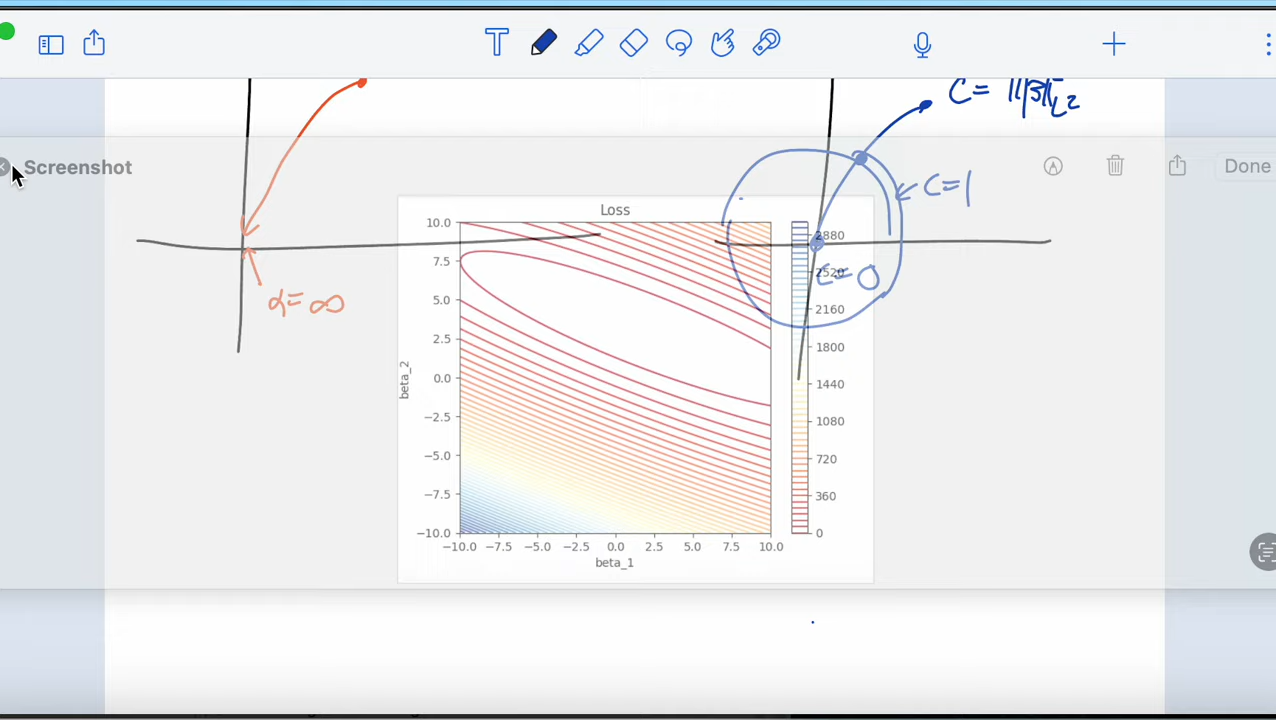 T
C= ||β||L2
Screenshot
Done
C=1
Loss
10.0
7.5
5.0
2.5
0.0
−2.5
−5.0
−7.5
−10.0
beta_2
−10.0 −7.5 −5.0 −2.5 0.0 2.5 5.0 7.5 10.0
beta_1
2880
2520
2160
1800
1440
1080
720
360
0
C=0
α=∞